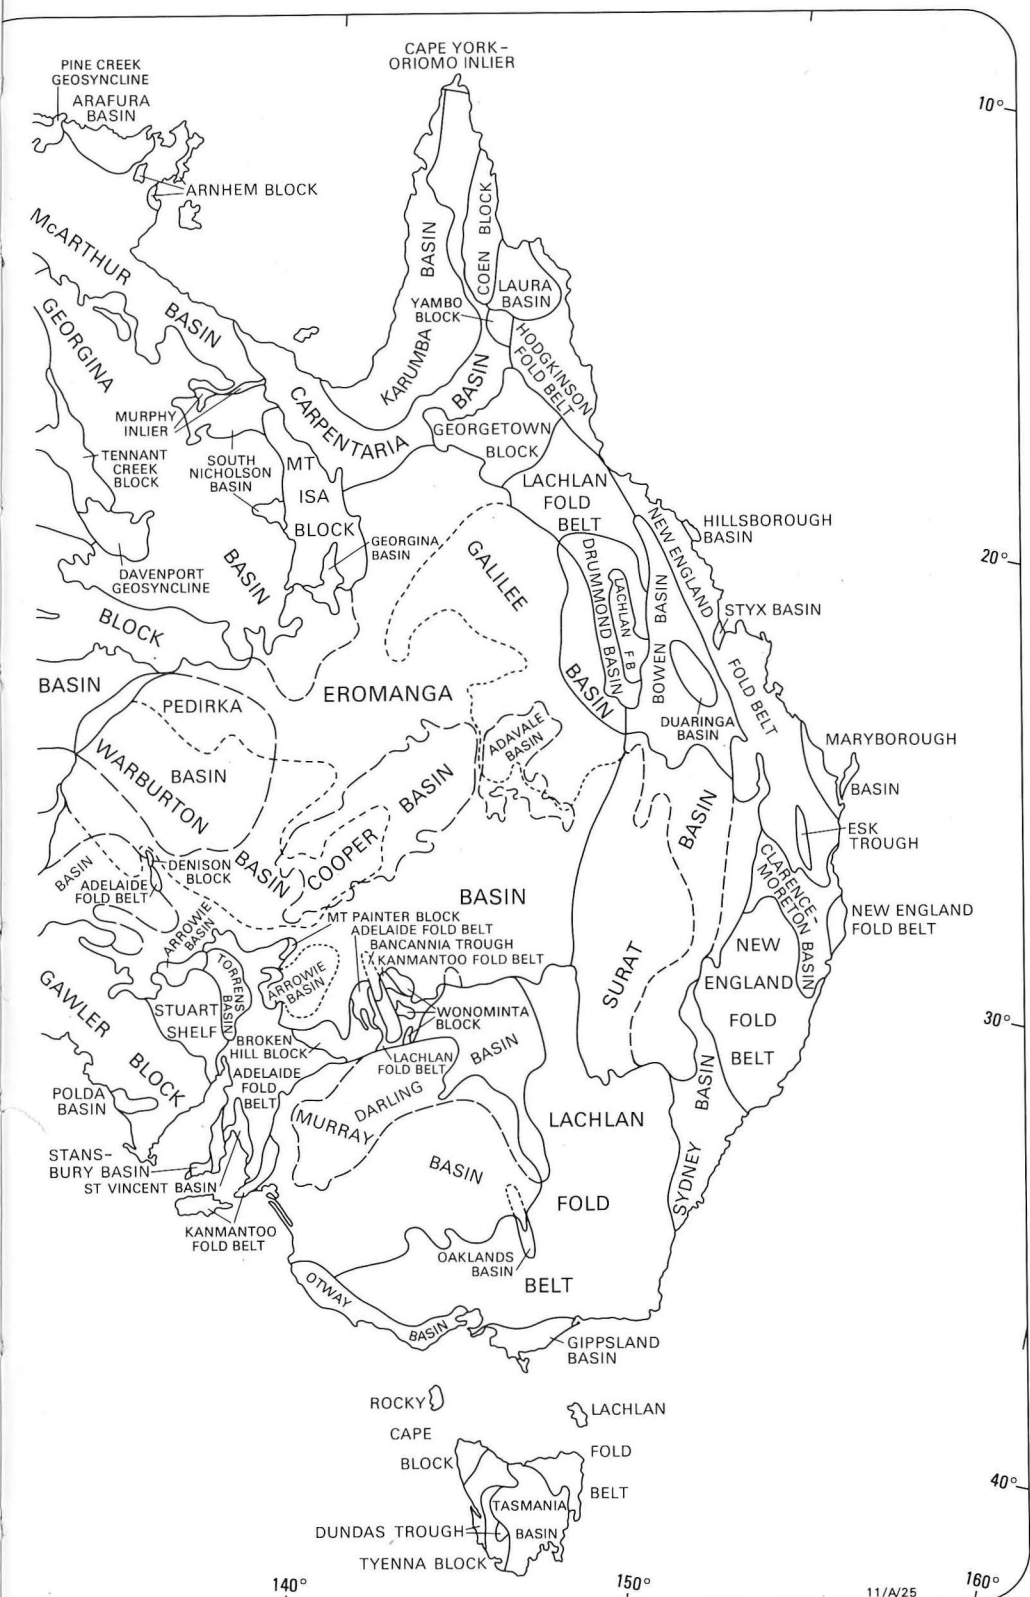 CAPE YORK –
ORIOMO INLIER
PINE CREEK
GEOSYNCLINE
ARAFURA
BASIN
10°
ARNHEM BLOCK
McARTHUR
BASIN
BASIN
COEN BLOCK
LAURA
BASIN
YAMBO
BLOCK
GEORGINA
KARUMBA
BASIN
HODGKINSON
FOLD BELT
MURPHY
INLIER
CARPENTARIA
GEORGETOWN
BLOCK
TENNANT
CREEK
BLOCK
SOUTH
NICHOLSON
BASIN
MT
ISA
BLOCK
LACHLAN
FOLD
BELT
NEW ENGLAND
HILLSBOROUGH
BASIN
GEORGINA
BASIN
GALILEE
DRUMMOND BASIN
LACHLAN F B
BOWEN BASIN
20°
DAVENPORT
GEOSYNCLINE
BASIN
STYX BASIN
BLOCK
BASIN
PEDIRKA
EROMANGA
BASIN
FOLD BELT
DUARINGA
BASIN
WARBURTON
BASIN
ADAVALE
BASIN
MARYBOROUGH
BASIN
BASIN
BASIN
ESK
TROUGH
BASIN
DENISON
BLOCK
ADELAIDE
FOLD BELT
BASIN
COOPER
BASIN
CLARENCE-
MORETON BASIN
NEW ENGLAND
FOLD BELT
ARROWIE
BASIN
MT PAINTER BLOCK
ADELAIDE FOLD BELT
BANCANNIA TROUGH
KANMANTOO FOLD BELT
NEW
ENGLAND
FOLD
BELT
GAWLER
BLOCK
STUART
SHELF
TORRENS
BASIN
ARROWIE
BASIN
SURAT
WONOMINTA
BLOCK
30°
BROKEN
HILL BLOCK
LACHLAN
FOLD BELT
BASIN
POLDA
BASIN
ADELAIDE
FOLD
BELT
DARLING
MURRAY
BASIN
LACHLAN
FOLD
BELT
BASIN
SYDNEY
STANS-
BURY BASIN
ST VINCENT BASIN
KANMANTOO
FOLD BELT
OAKLANDS
BASIN
OTWAY
BASIN
GIPPSLAND
BASIN
ROCKY
CAPE
BLOCK
LACHLAN
FOLD
BELT
40°
TASMANIA
BASIN
DUNDAS TROUGH
TYENNA BLOCK
140°
150°
160°
11/A/25